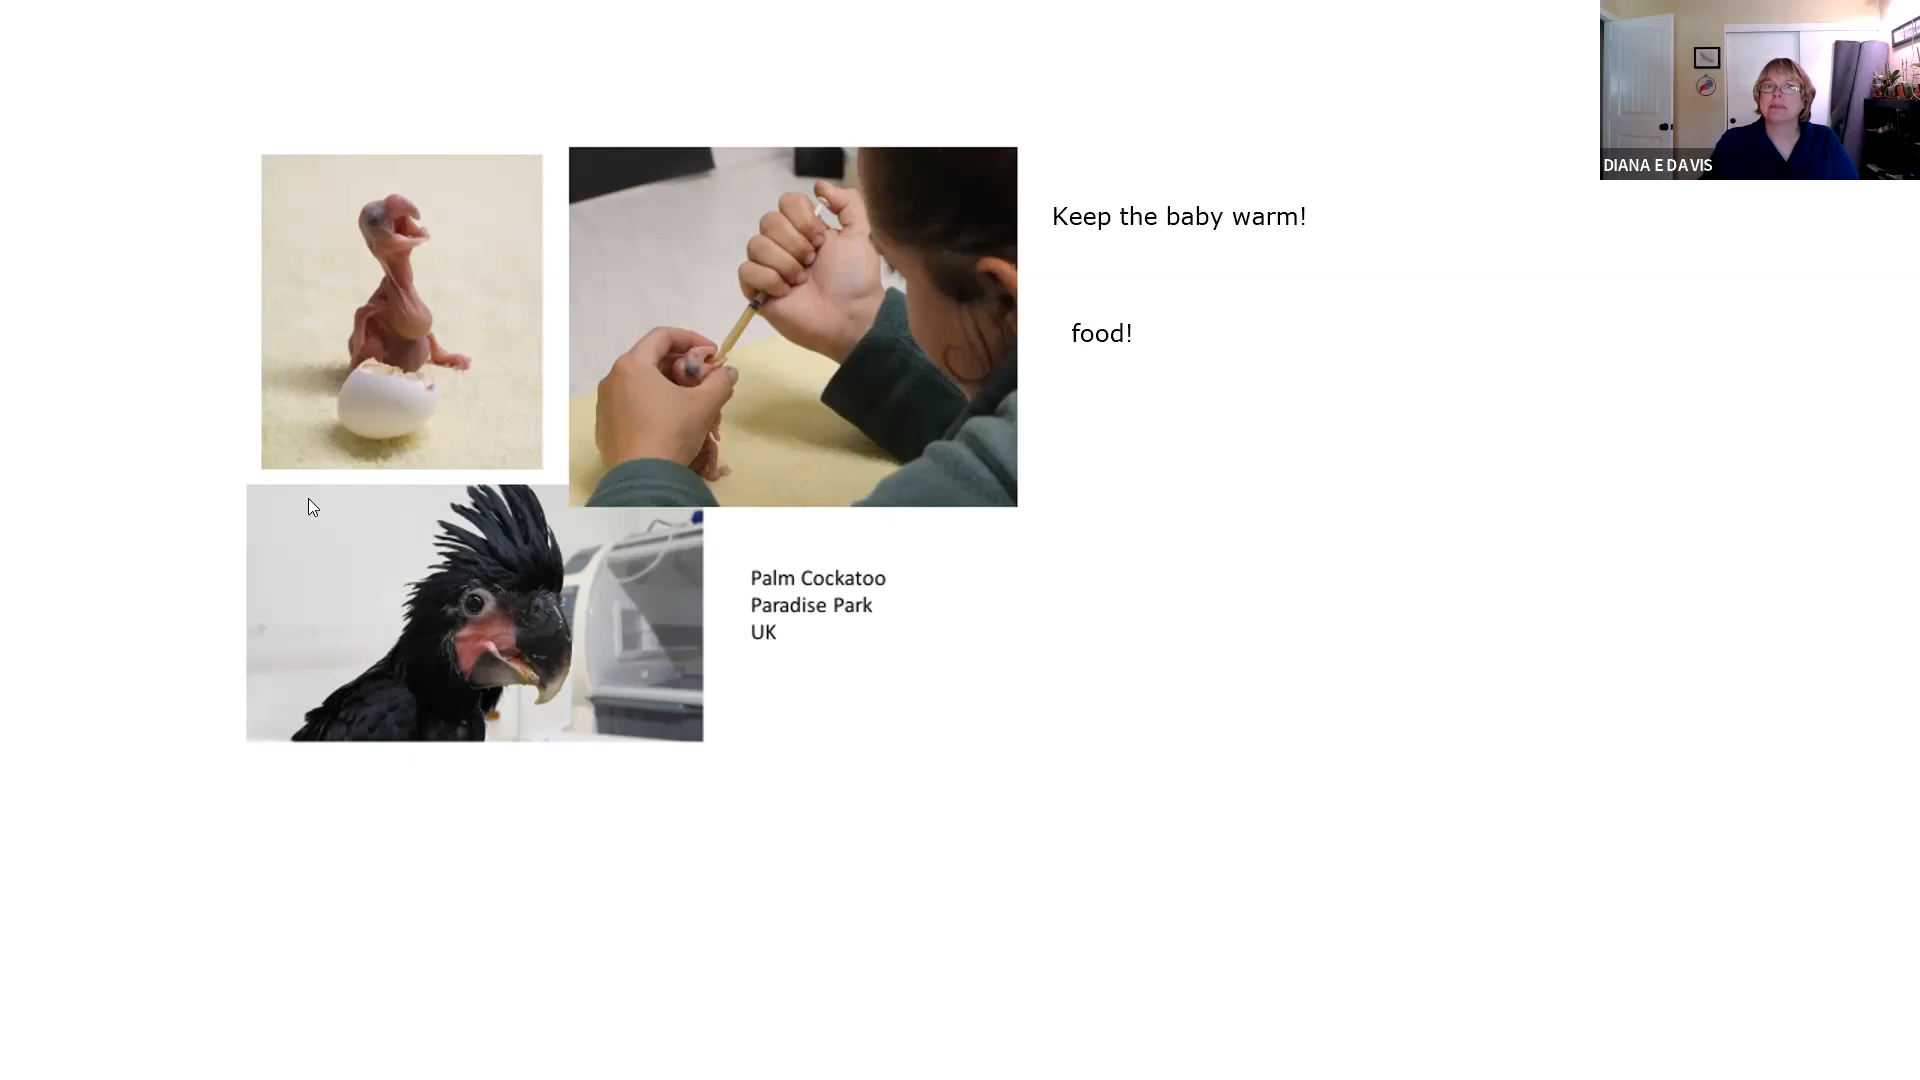 DIANA E DAVIS
Keep the baby warm!
food!
Palm Cockatoo
Paradise Park
UK